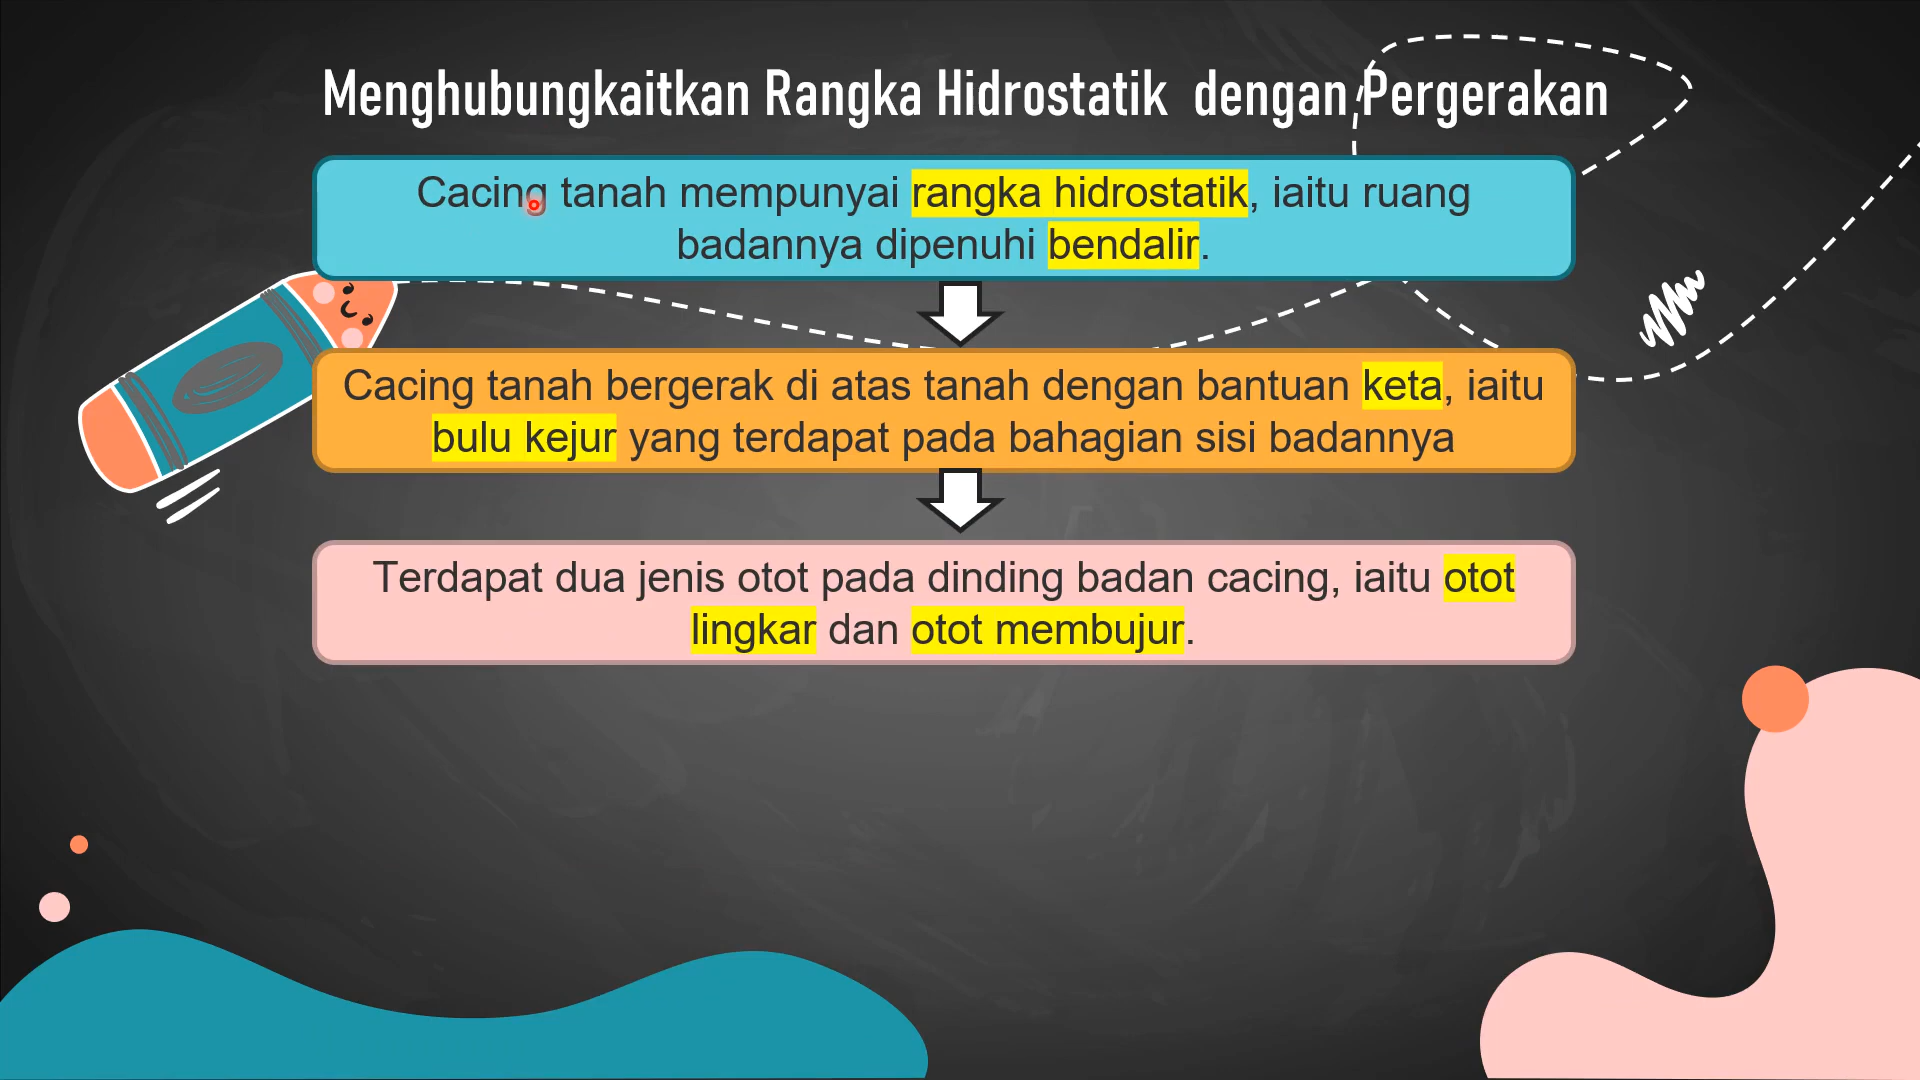 Menghubungkaitkan Rangka Hidrostatik dengan Pergerakan
Cacing tanah mempunyai rangka hidrostatik, iaitu ruang
badannya dipenuhi bendalir.
Cacing tanah bergerak di atas tanah dengan bantuan keta, iaitu
bulu kejur yang terdapat pada bahagian sisi badannya
Terdapat dua jenis otot pada dinding badan cacing, iaitu otot
lingkar dan otot membujur.